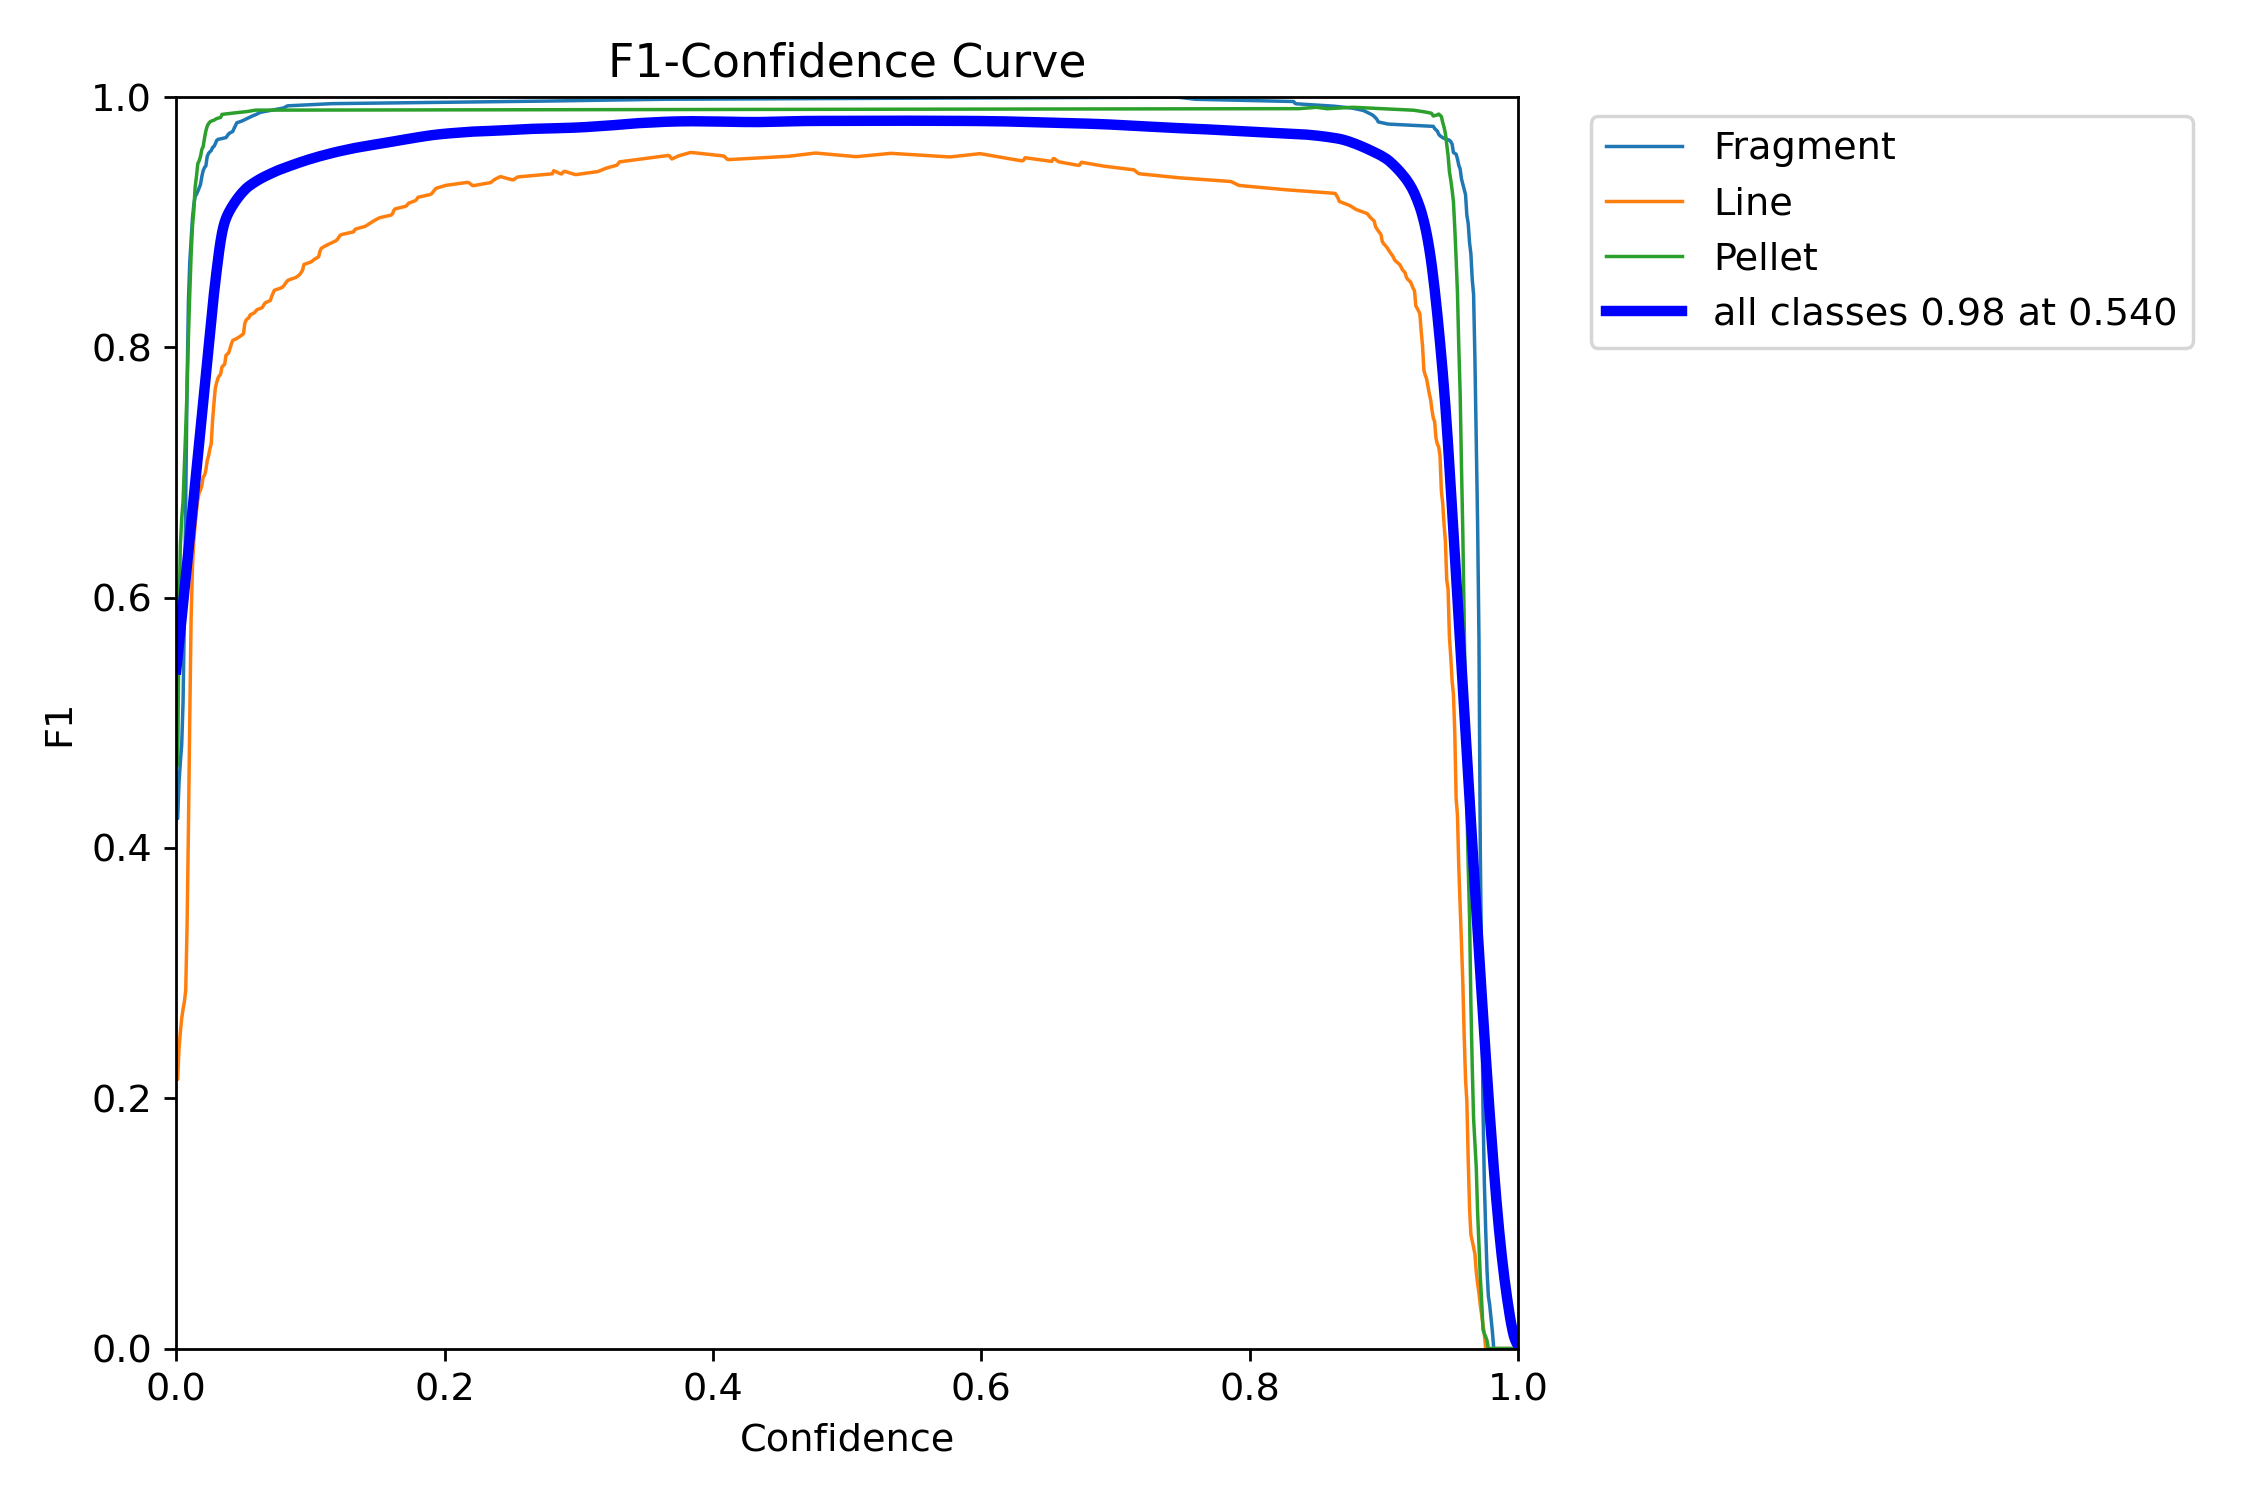 F1-Confidence Curve
1.0
0.8
0.6
0.4
0.2
0.0
F1
0.0 0.2 0.4 0.6 0.8 1.0
Confidence
Fragment
Line
Pellet
all classes 0.98 at 0.540